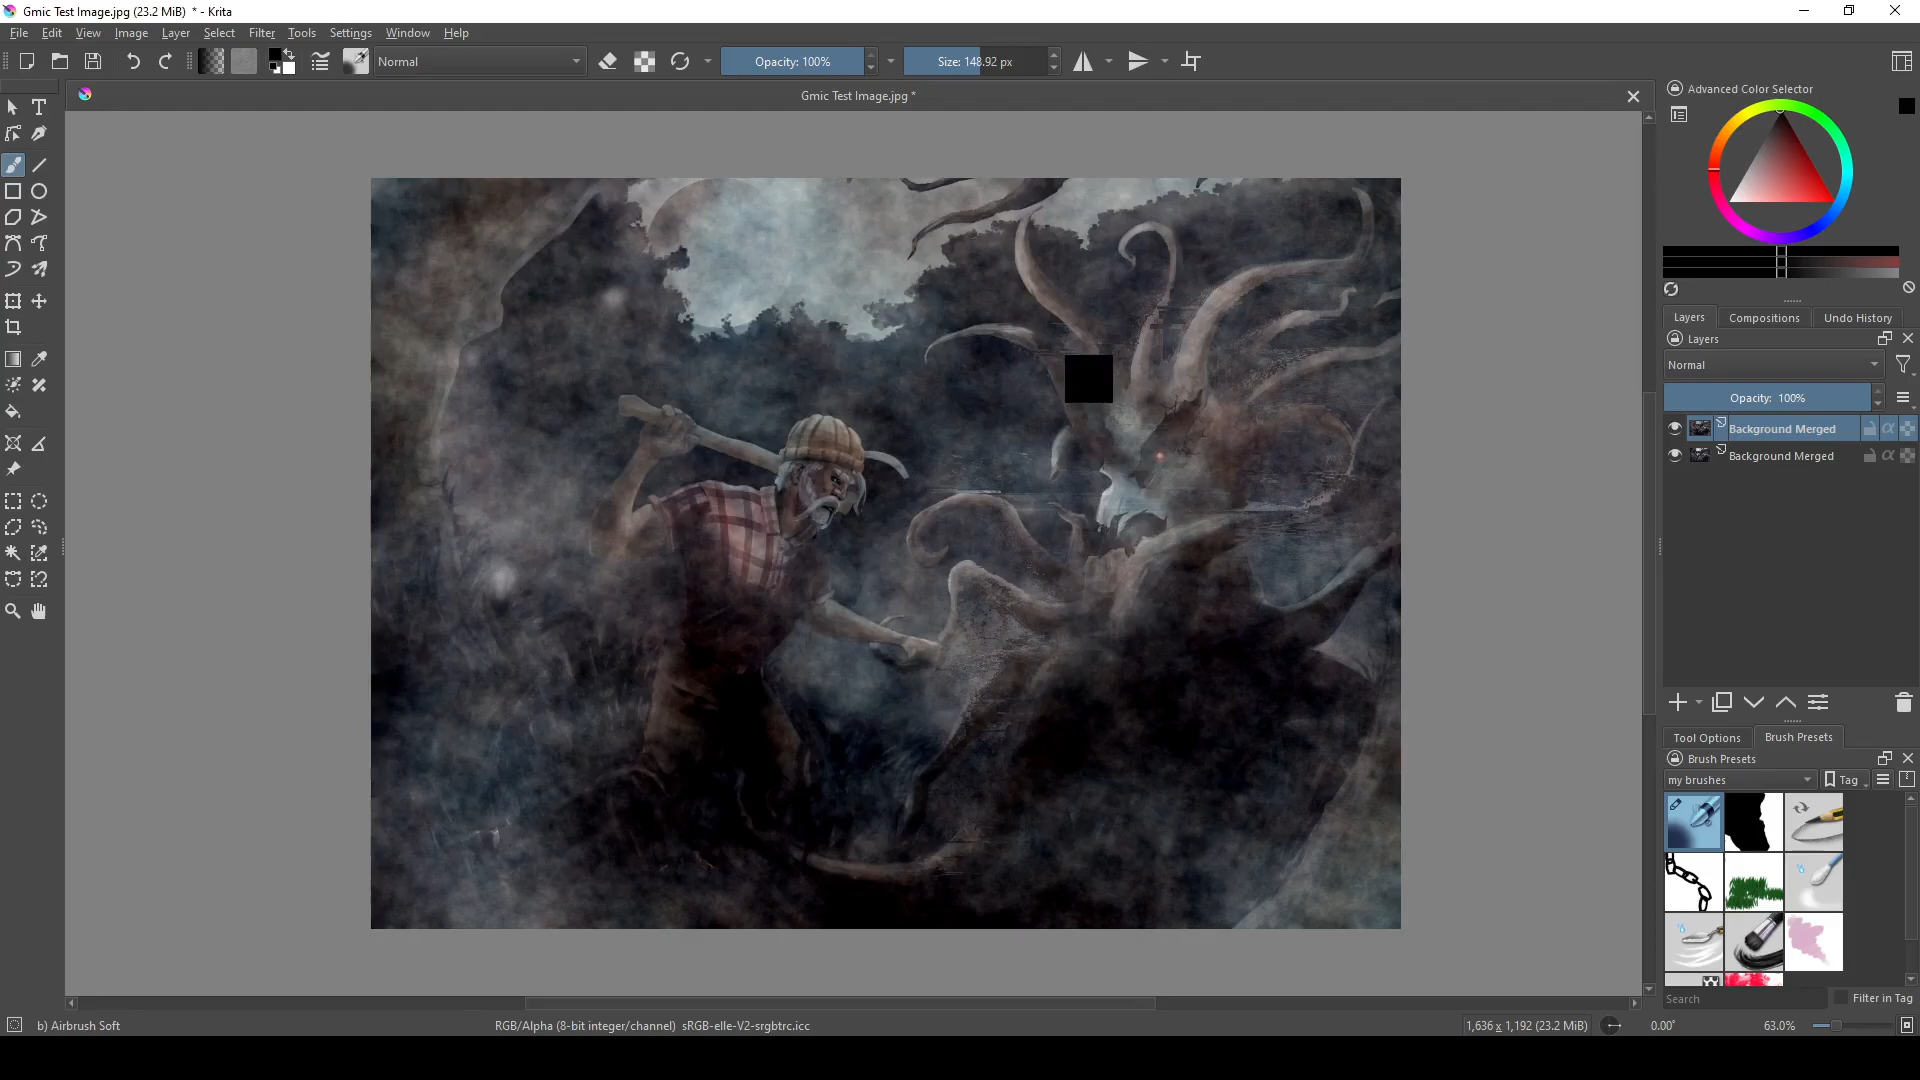 Gmic Test Image.jpg (23.2 MiB)  * - Krita
File Edit View Image Layer Select Filter Tools Settings Window Help
Normal Opacity: 100% Size: 148.92 px
Gmic Test Image.jpg *
Advanced Color Selector
Layers Compositions Undo History
Layers
Normal
Opacity:  100%
Background Merged
Background Merged
Tool Options Brush Presets
Brush Presets
my brushes Tag
Search Filter in Tag
b) Airbrush Soft RGB/Alpha (8-bit integer/channel)  sRGB-elle-V2-srgbtrc.icc 1,636 x 1,192 (23.2 MiB) 0.00° 63.0%